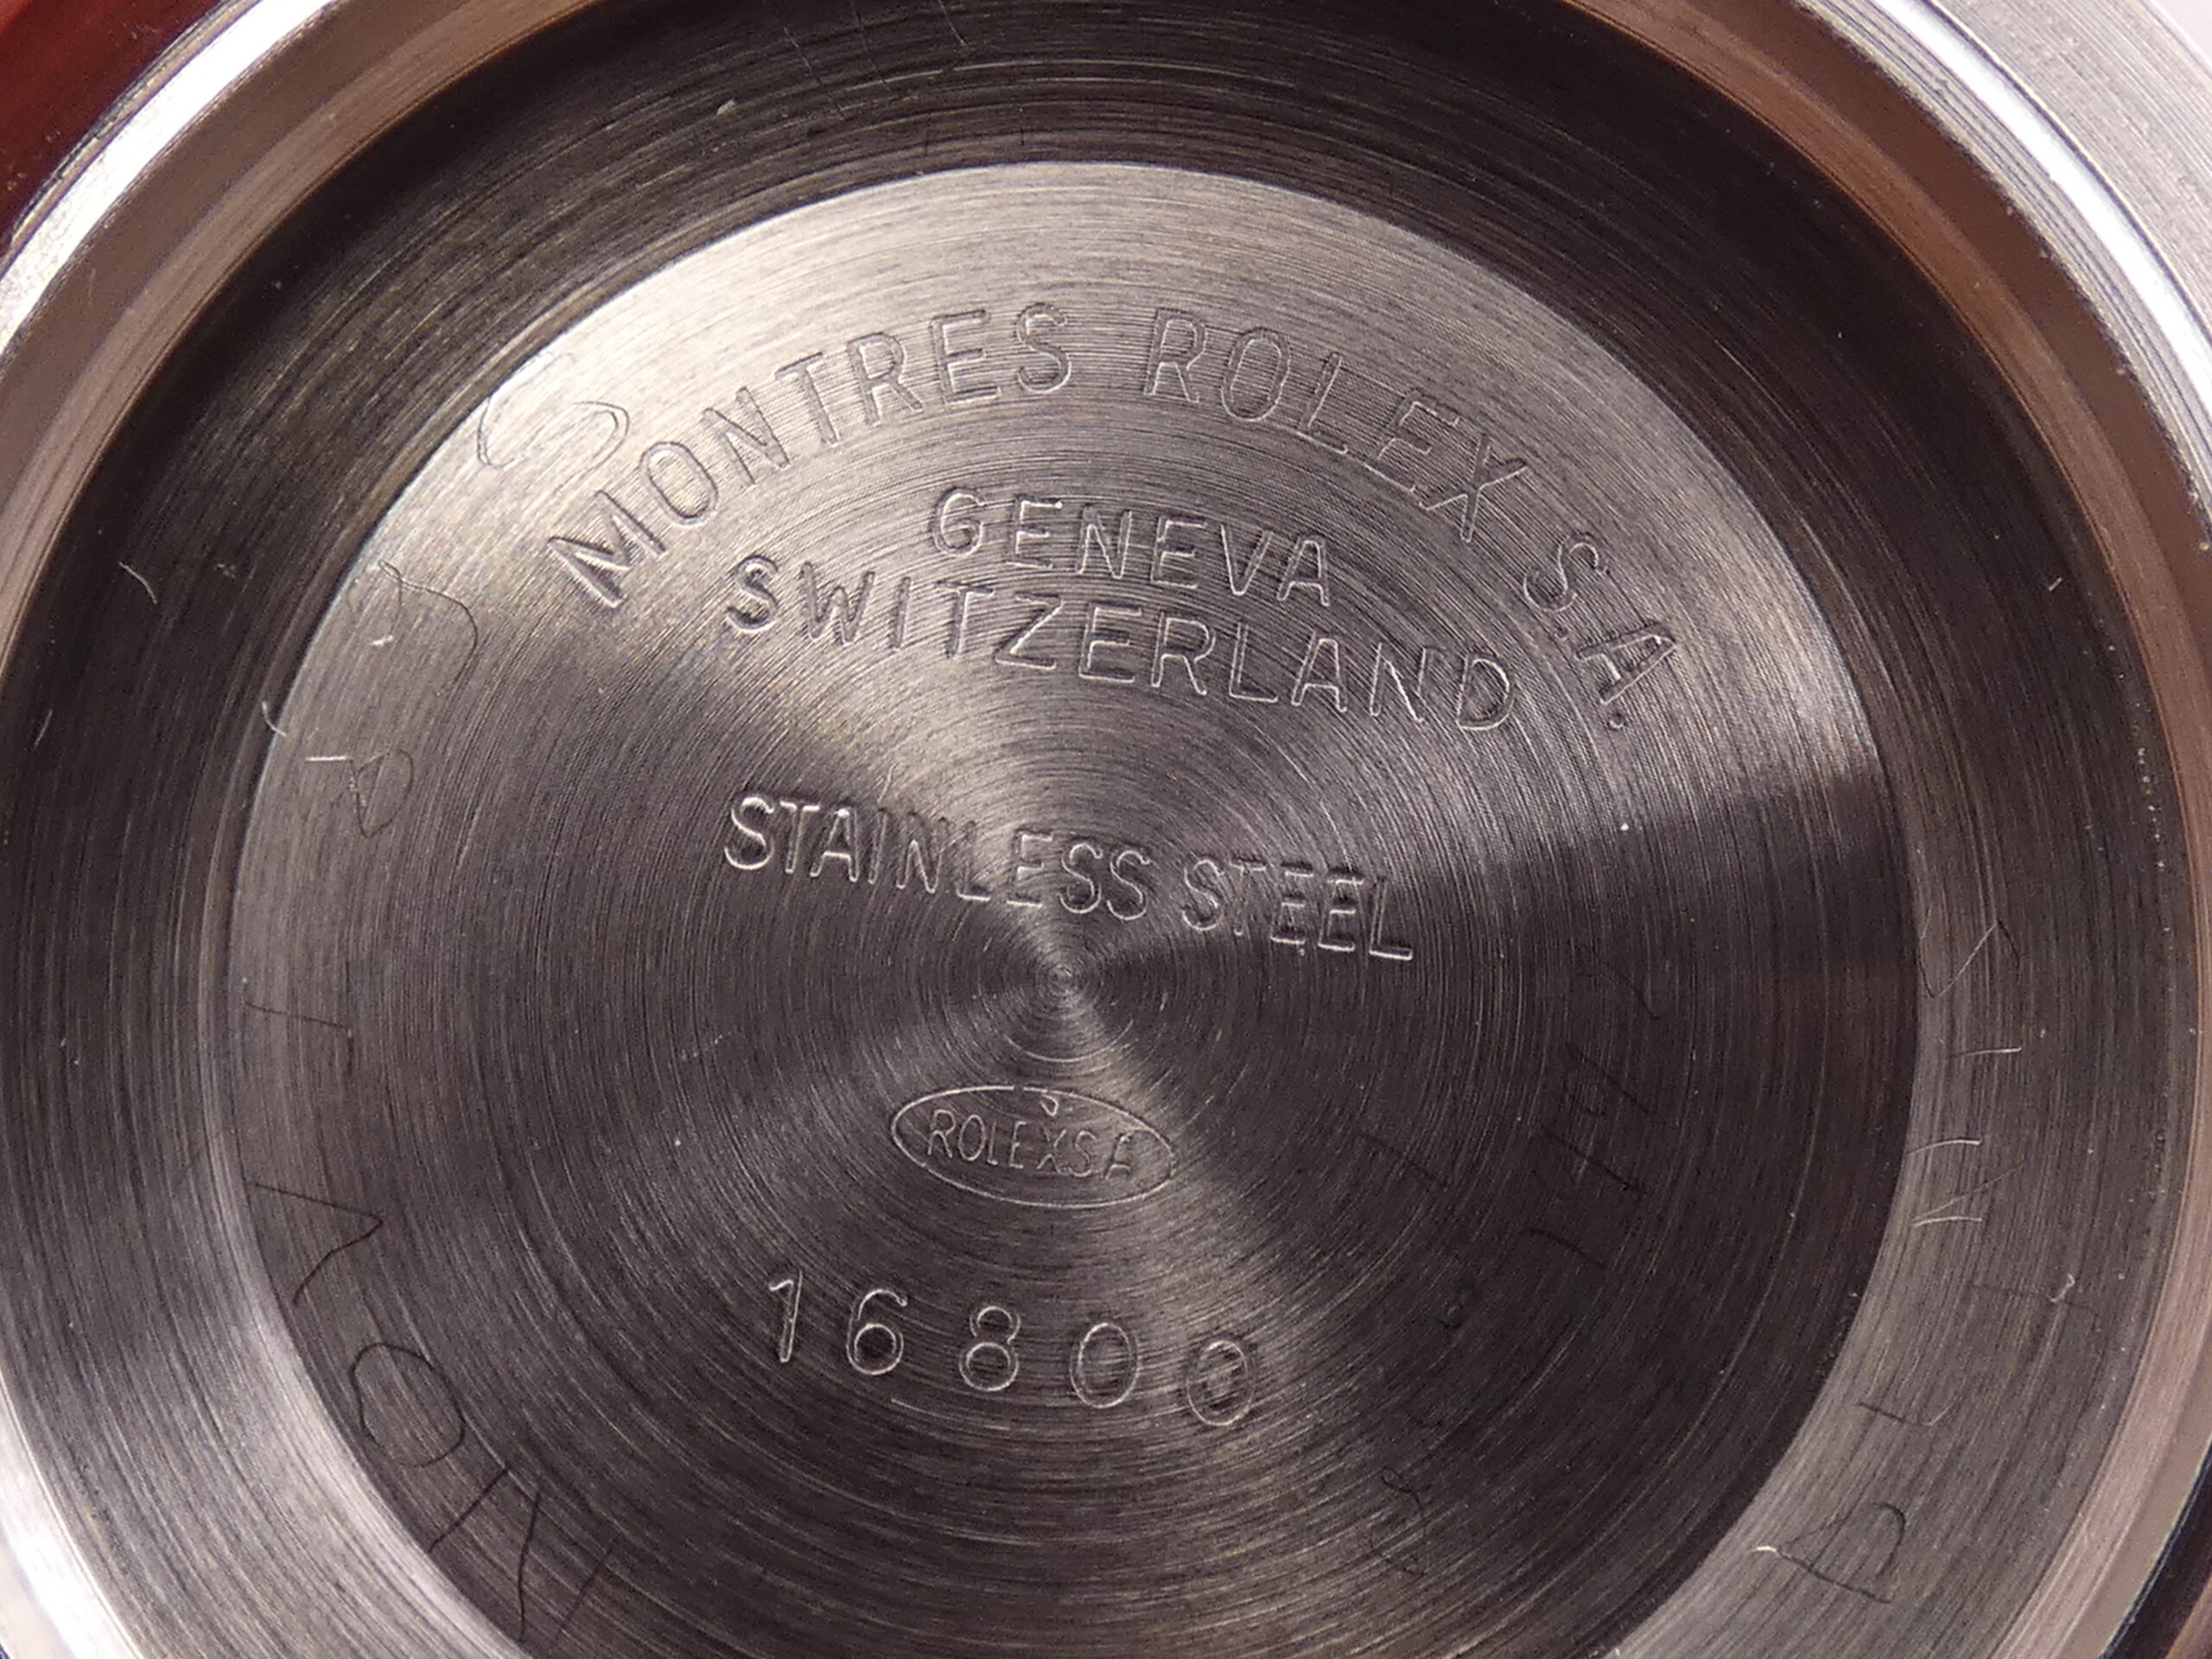 MONTRES ROLEX S.A.
GENEVA
SWITZERLAND
STAINLESS STEEL
ROLEX S A
16800